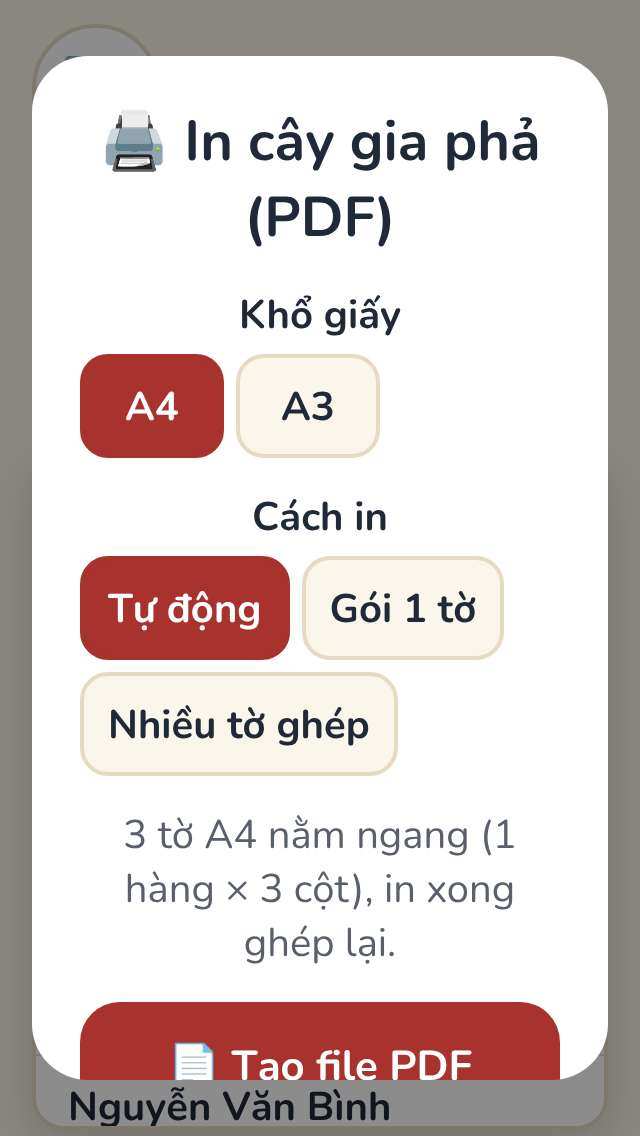 In cây gia phả
(PDF)
Khổ giấy
A4
A3
Cách in
Tự động
Gói 1 tờ
Nhiều tờ ghép
3 tờ A4 nằm ngang (1
hàng × 3 cột), in xong
ghép lại.
Tạo file PDF
Nguyễn Văn Bình